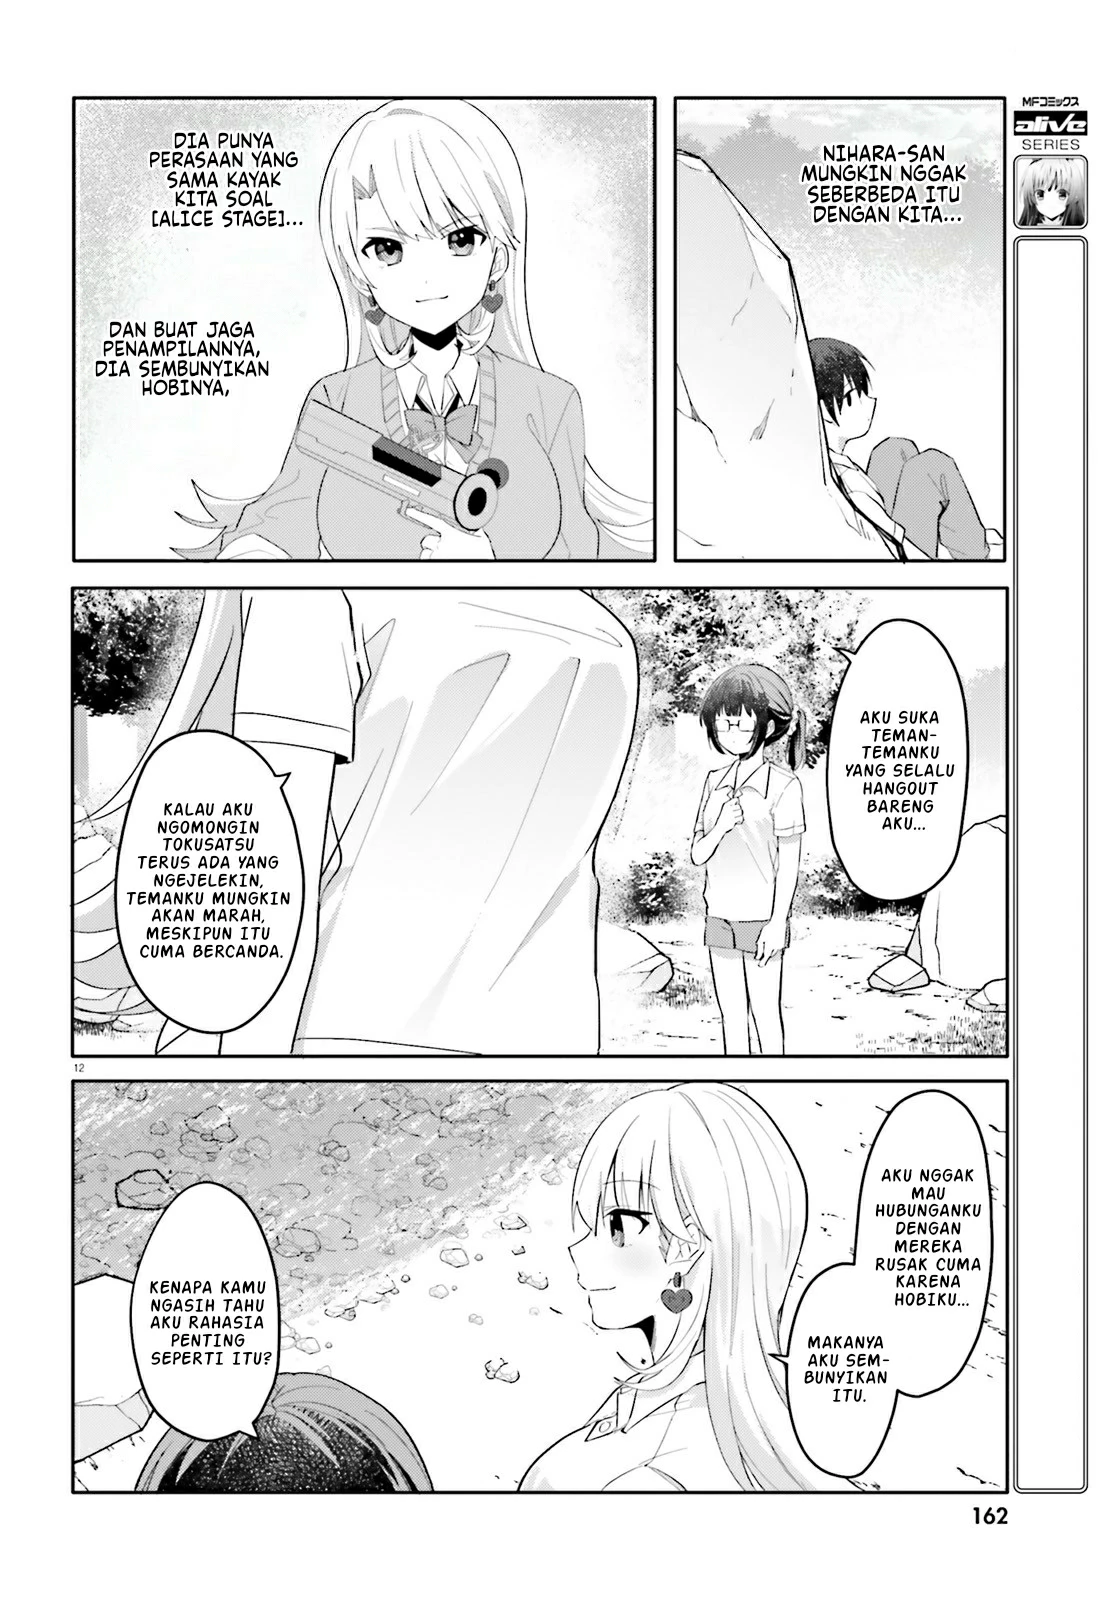 MFコミックス
alive
SERIES
NIHARA-SAN
MUNGKIN NGGAK
SEBERBEDA ITU
DENGAN KITA...
DIA PUNYA
PERASAAN YANG
SAMA KAYAK
KITA SOAL
[ALICE STAGE]...
DAN BUAT JAGA
PENAMPILANNYA,
DIA SEMBUNYIKAN
HOBINYA,
AKU SUKA
TEMAN-
TEMANKU
YANG SELALU
HANGOUT
BARENG
AKU...
KALAU AKU
NGOMONGIN
TOKUSATSU
TERUS ADA YANG
NGEJELEKIN,
TEMANKU MUNGKIN
AKAN MARAH,
MESKIPUN ITU
CUMA BERCANDA.
12
AKU NGGAK
MAU
HUBUNGANKU
DENGAN
MEREKA
RUSAK CUMA
KARENA
HOBIKU...
MAKANYA
AKU SEM-
BUNYIKAN
ITU.
KENAPA KAMU
NGASIH TAHU
AKU RAHASIA
PENTING
SEPERTI ITU?
162